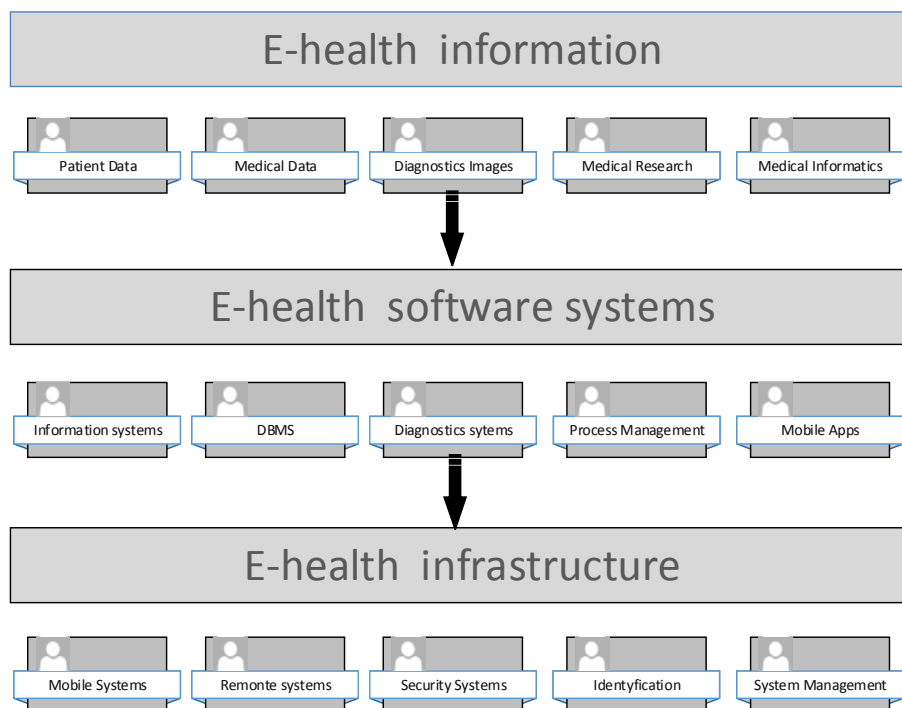 E-health information
Patient Data
Medical Data
Diagnostics Images
Medical Research
Medical Informatics
E-health software systems
Information systems
DBMS
Diagnostics sytems
Process Management
Mobile Apps
E-health infrastructure
Mobile Systems
Remonte systems
Security Systems
Identyfication
System Management